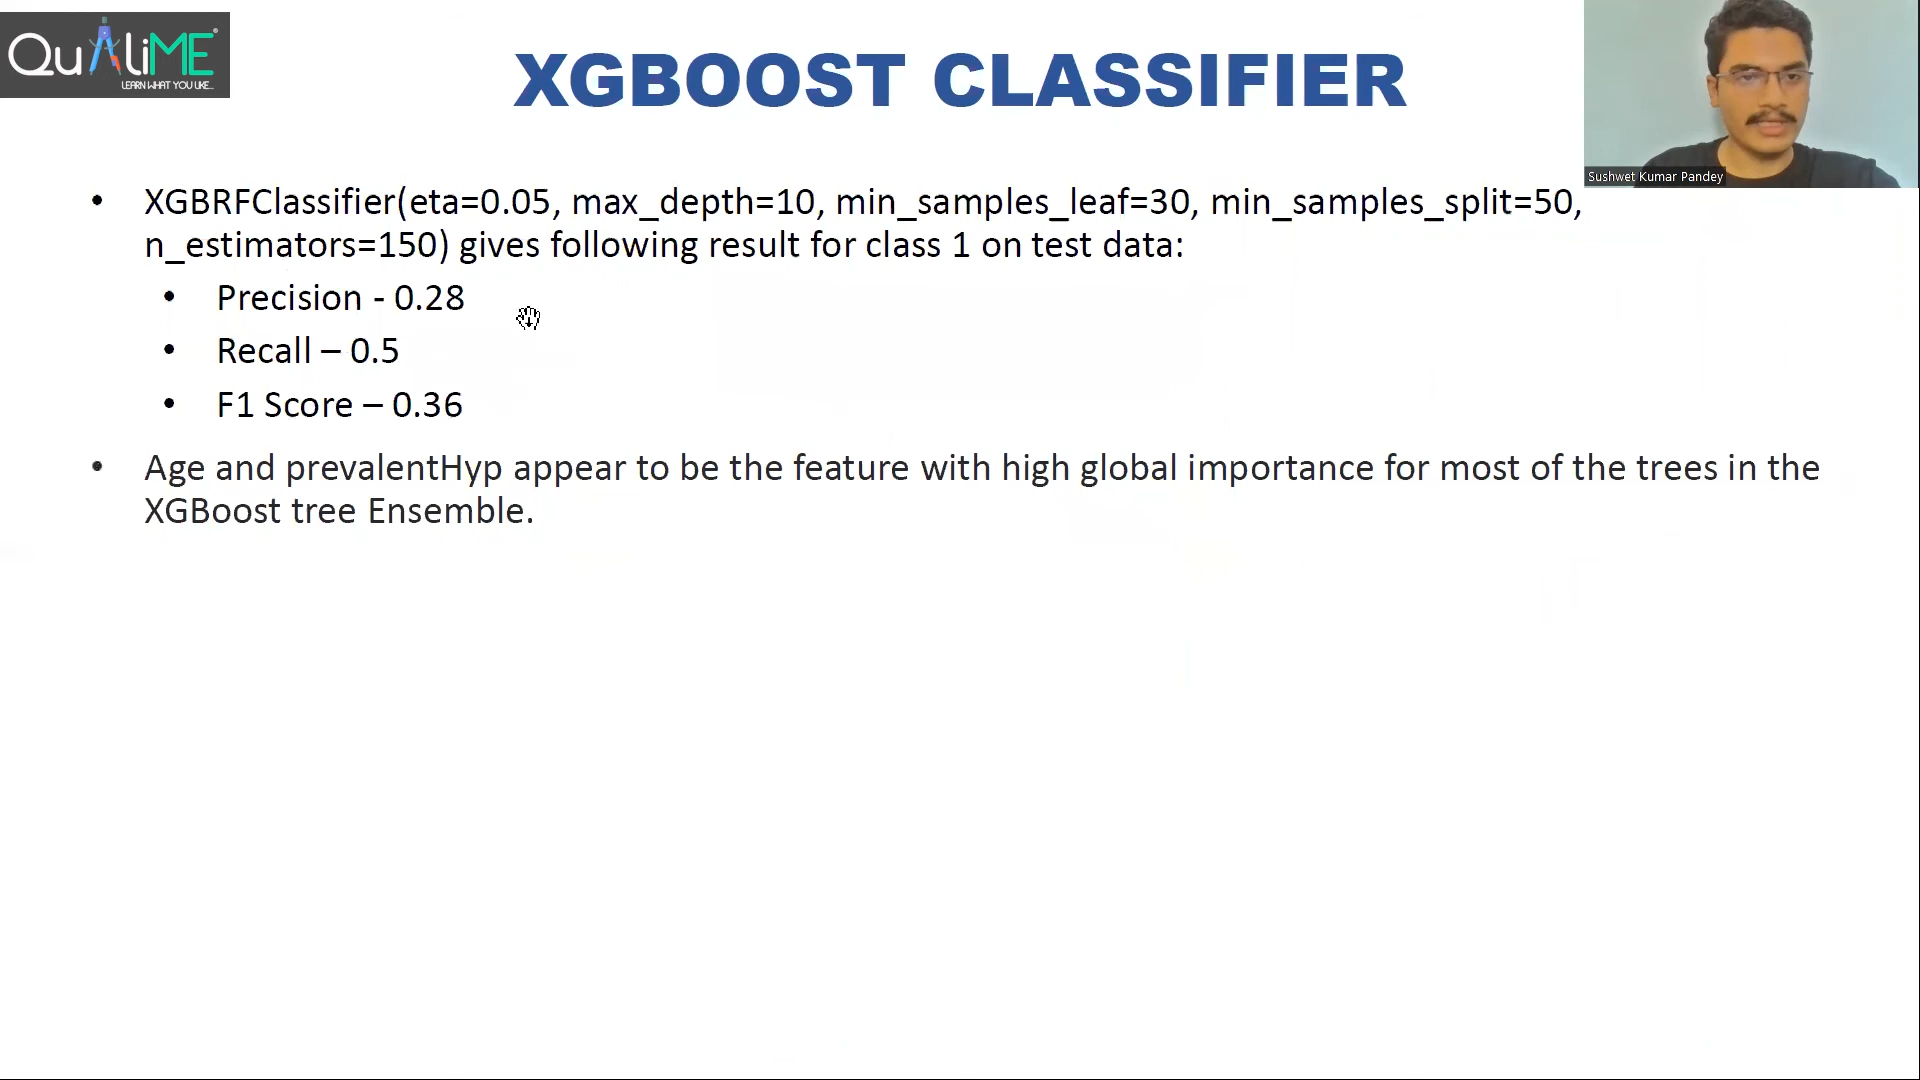 QuALiME
LEARN WHAT YOU LIKE...
XGBOOST CLASSIFIER
Sushwet Kumar Pandey
• XGBRFClassifier(eta=0.05, max_depth=10, min_samples_leaf=30, min_samples_split=50,
n_estimators=150) gives following result for class 1 on test data:
• Precision - 0.28
• Recall – 0.5
• F1 Score – 0.36
• Age and prevalentHyp appear to be the feature with high global importance for most of the trees in the
XGBoost tree Ensemble.